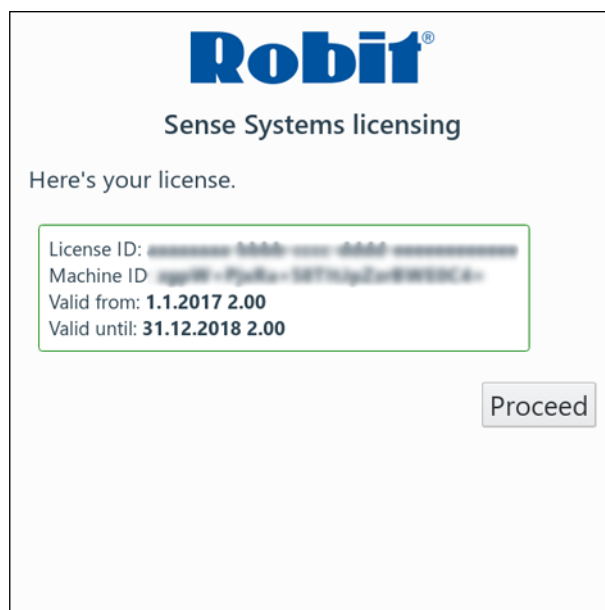 Robit®
Sense Systems licensing
Here's your license.
License ID:
Machine ID
Valid from: 1.1.2017 2.00
Valid until: 31.12.2018 2.00
Proceed